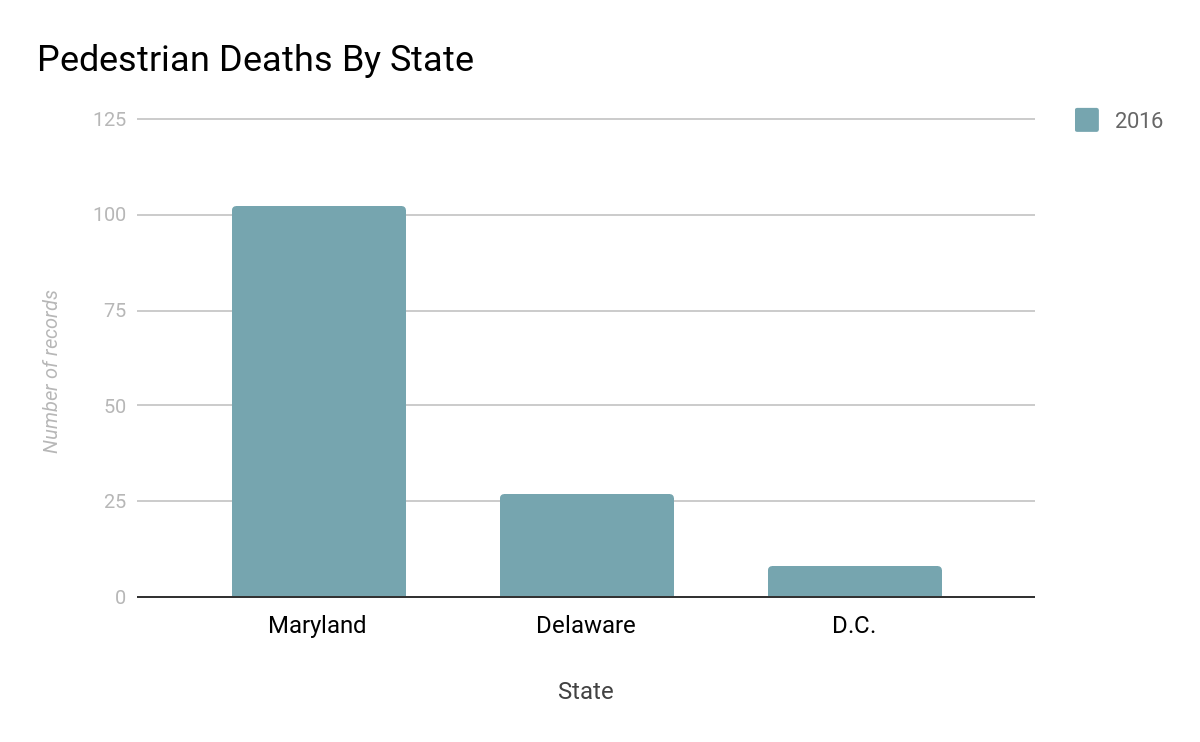 Pedestrian Deaths By State
2016
Number of records
125
100
75
50
25
0
Maryland
Delaware
D.C.
State